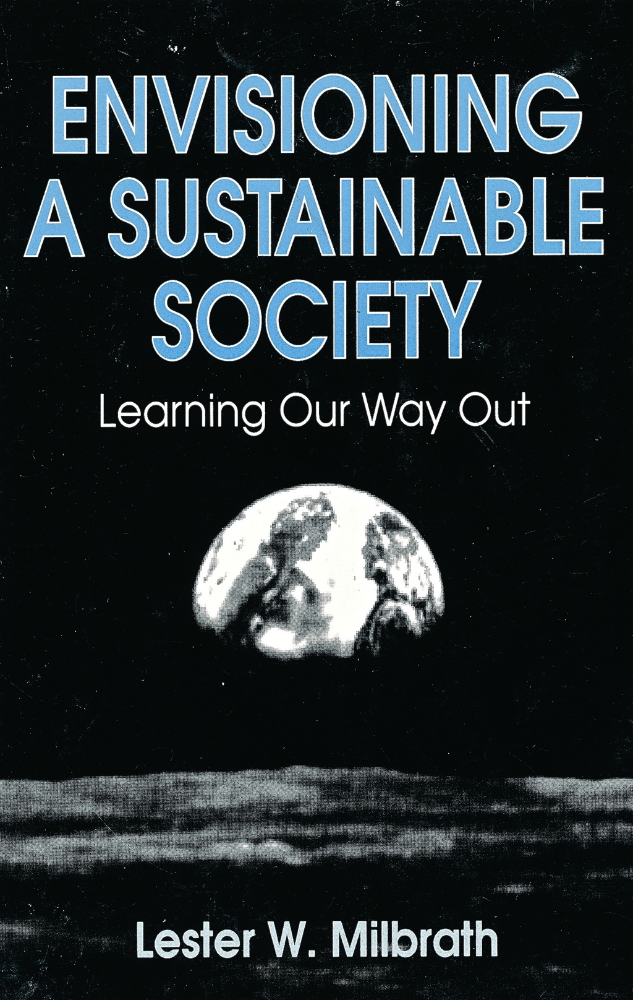 ENVISIONING
A SUSTAINABLE
SOCIETY
Learning Our Way Out
Lester W. Milbrath